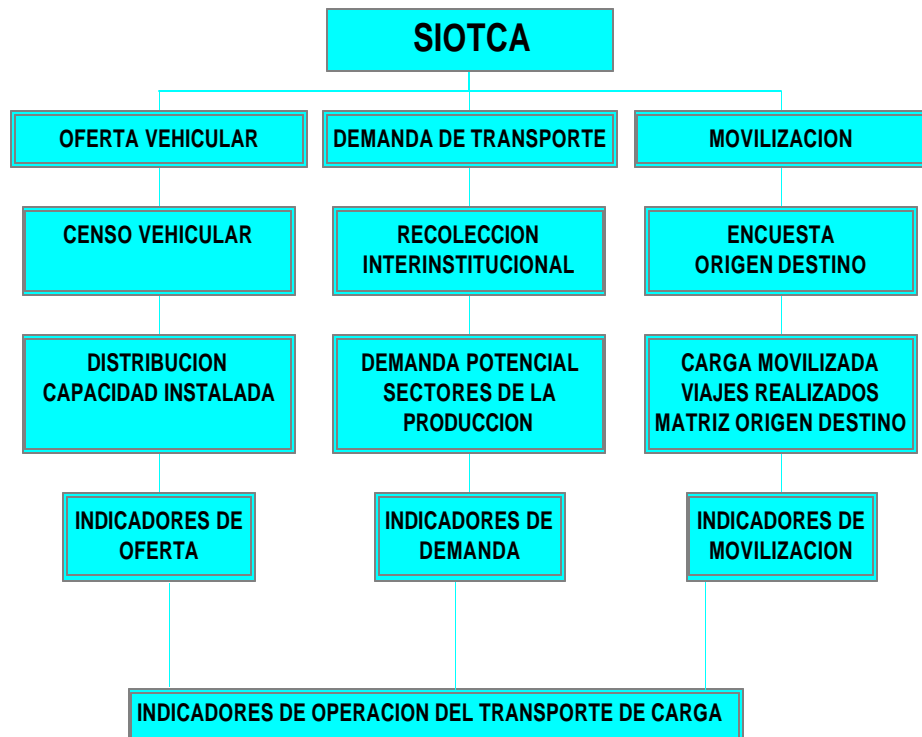 SIOTCA
OFERTA VEHICULAR
DEMANDA DE TRANSPORTE
MOVILIZACION
CENSO VEHICULAR
RECOLECCION
INTERINSTITUCIONAL
ENCUESTA
ORIGEN DESTINO
DISTRIBUCION
CAPACIDAD INSTALADA
DEMANDA POTENCIAL
SECTORES DE LA
PRODUCCION
CARGA MOVILIZADA
VIAJES REALIZADOS
MATRIZ ORIGEN DESTINO
INDICADORES DE
OFERTA
INDICADORES DE
DEMANDA
INDICADORES DE
MOVILIZACION
INDICADORES DE OPERACION DEL TRANSPORTE DE CARGA